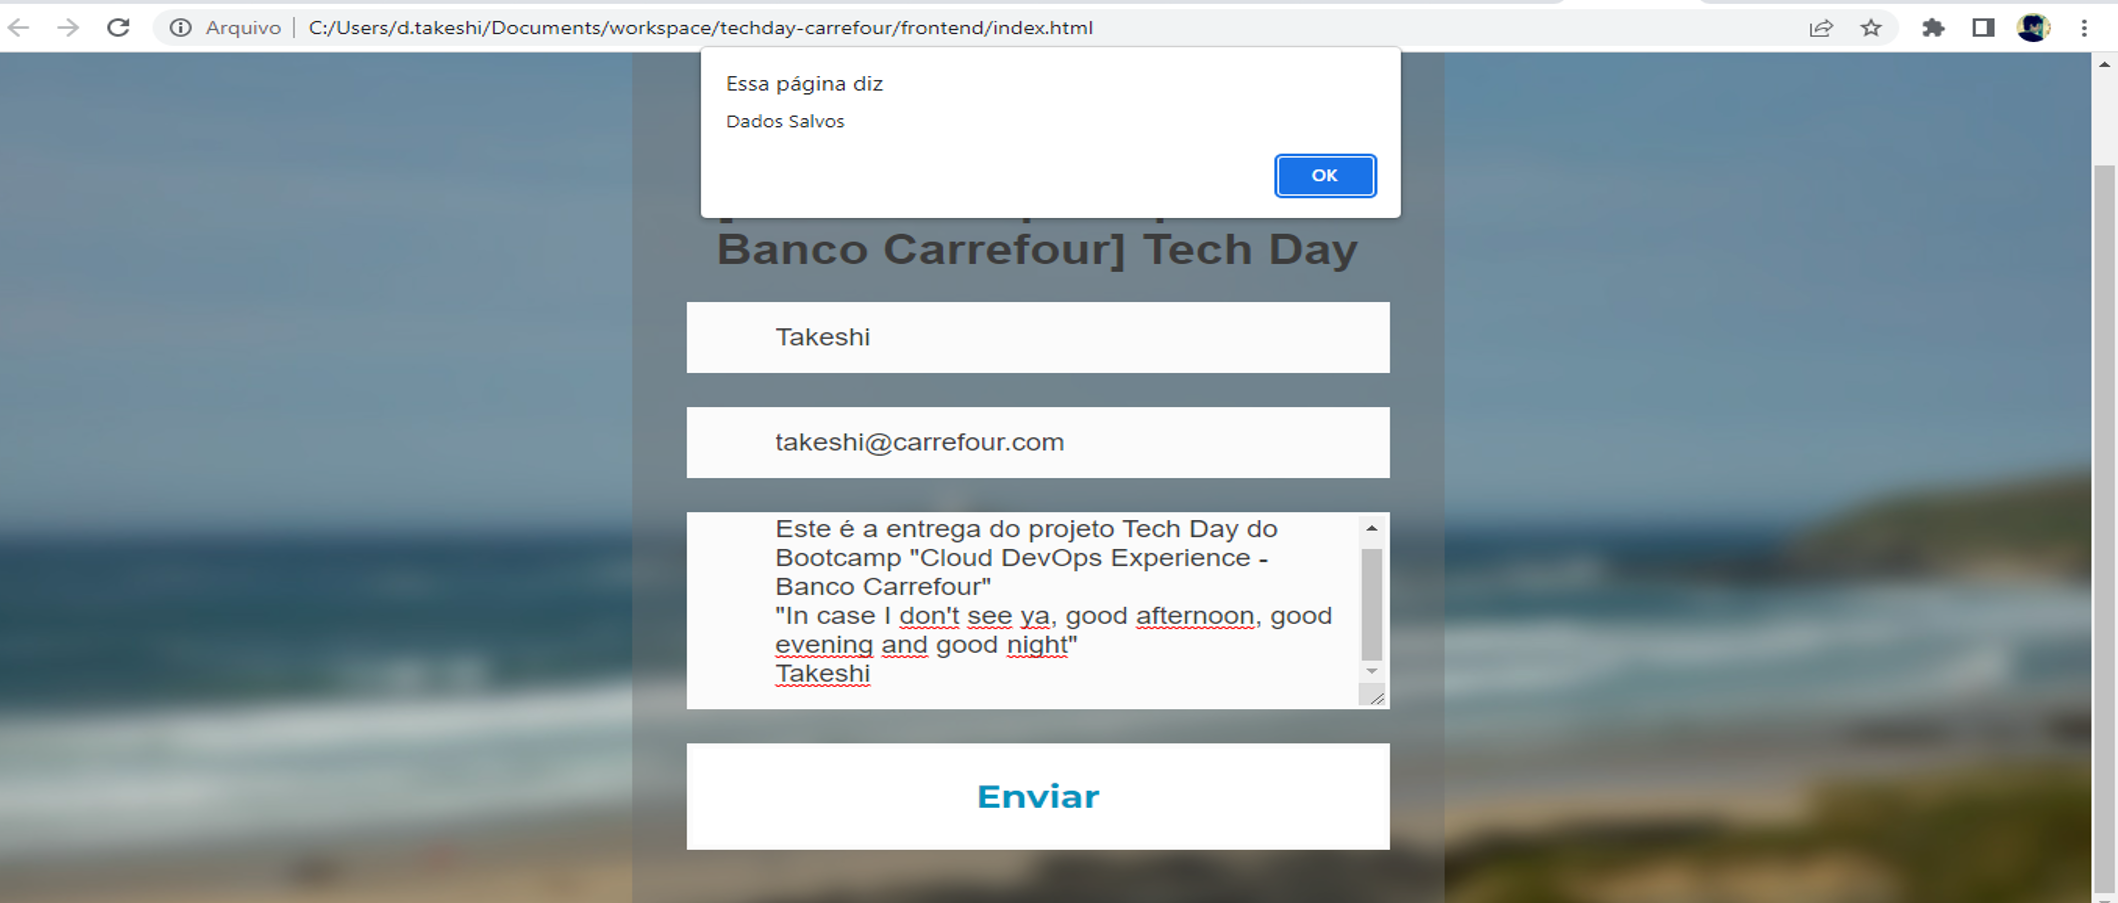 Arquivo | C:/Users/d.takeshi/Documents/workspace/techday-carrefour/frontend/index.html
Essa página diz
Dados Salvos
OK
Banco Carrefour] Tech Day
Takeshi
takeshi@carrefour.com
Este é a entrega do projeto Tech Day do
Bootcamp "Cloud DevOps Experience -
Banco Carrefour"
"In case I don't see ya, good afternoon, good
evening and good night"
Takeshi
Enviar